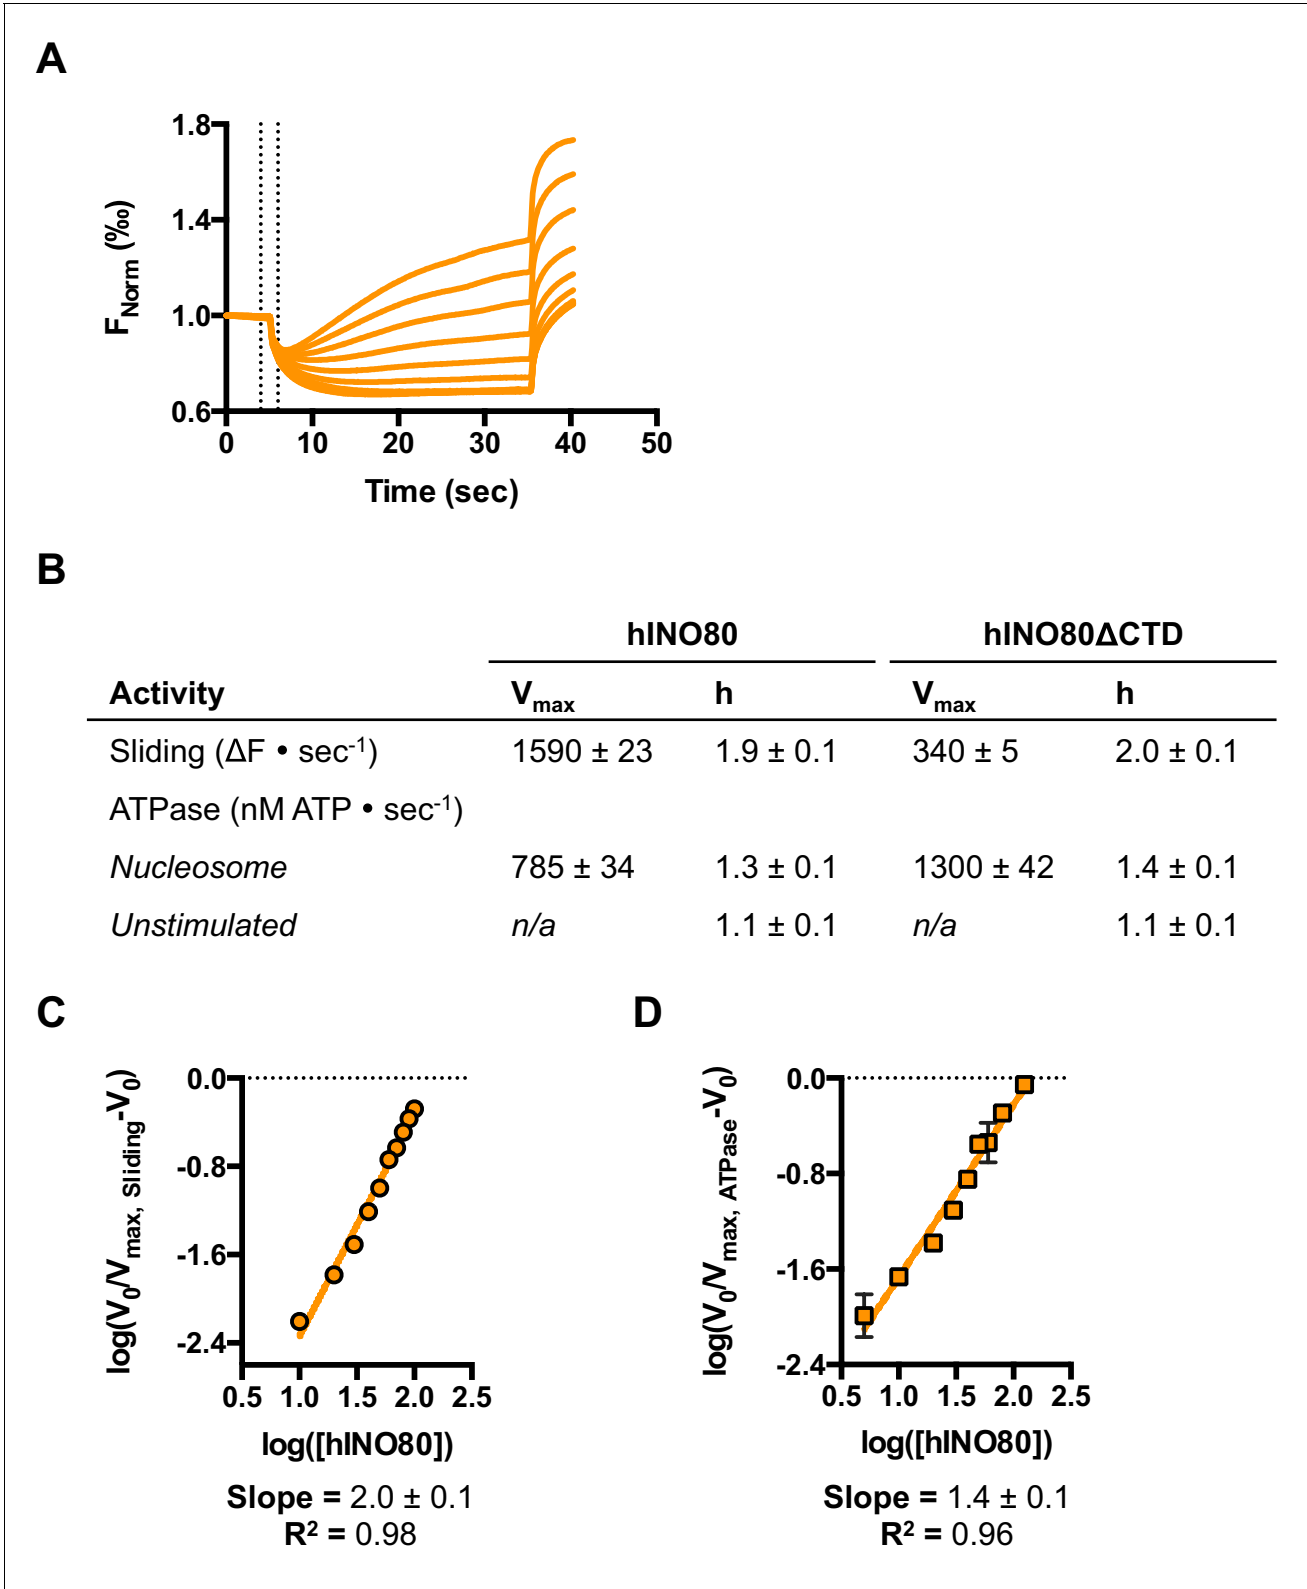 A
1.8
1.4
1.0
0.6
F_Norm (‰)
0 10 20 30 40 50
Time (sec)
B
hINO80 hINO80ΔCTD
Activity V_max h V_max h
Sliding (ΔF • sec⁻¹) 1590 ± 23 1.9 ± 0.1 340 ± 5 2.0 ± 0.1
ATPase (nM ATP • sec⁻¹)
Nucleosome 785 ± 34 1.3 ± 0.1 1300 ± 42 1.4 ± 0.1
Unstimulated n/a 1.1 ± 0.1 n/a 1.1 ± 0.1
C
log(V₀/V_max, Sliding-V₀)
0.0
-0.8
-1.6
-2.4
0.5 1.0 1.5 2.0 2.5
log([hINO80])
Slope = 2.0 ± 0.1
R² = 0.98
D
log(V₀/V_max, ATPase-V₀)
0.0
-0.8
-1.6
-2.4
0.5 1.0 1.5 2.0 2.5
log([hINO80])
Slope = 1.4 ± 0.1
R² = 0.96